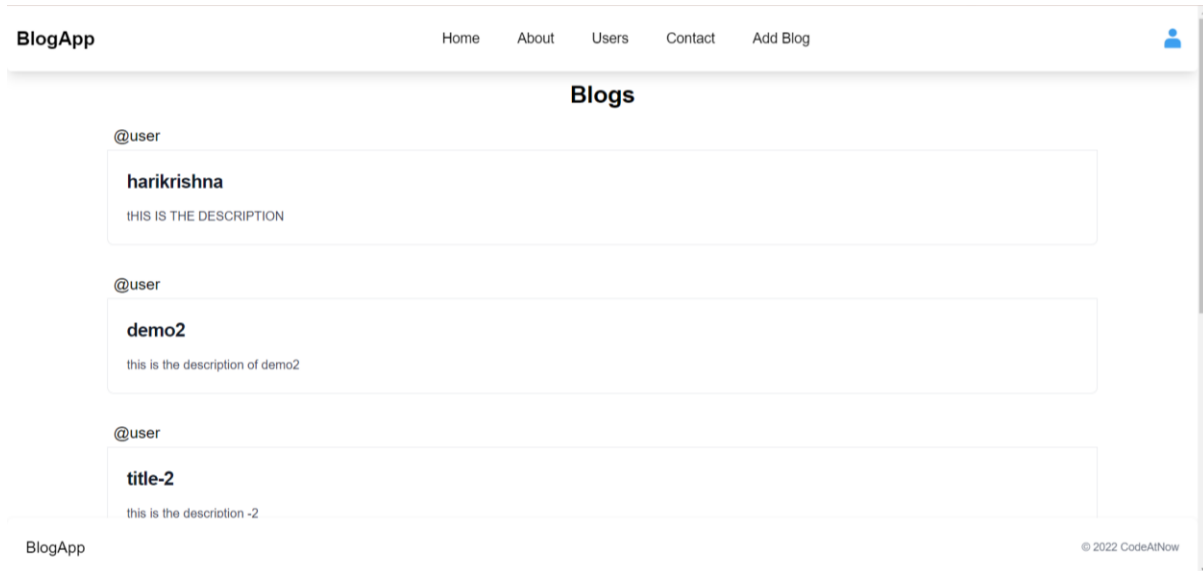 BlogApp Home About Users Contact Add Blog
Blogs
@user
harikrishna
tHIS IS THE DESCRIPTION
@user
demo2
this is the description of demo2
@user
title-2
this is the description -2
BlogApp © 2022 CodeAtNow